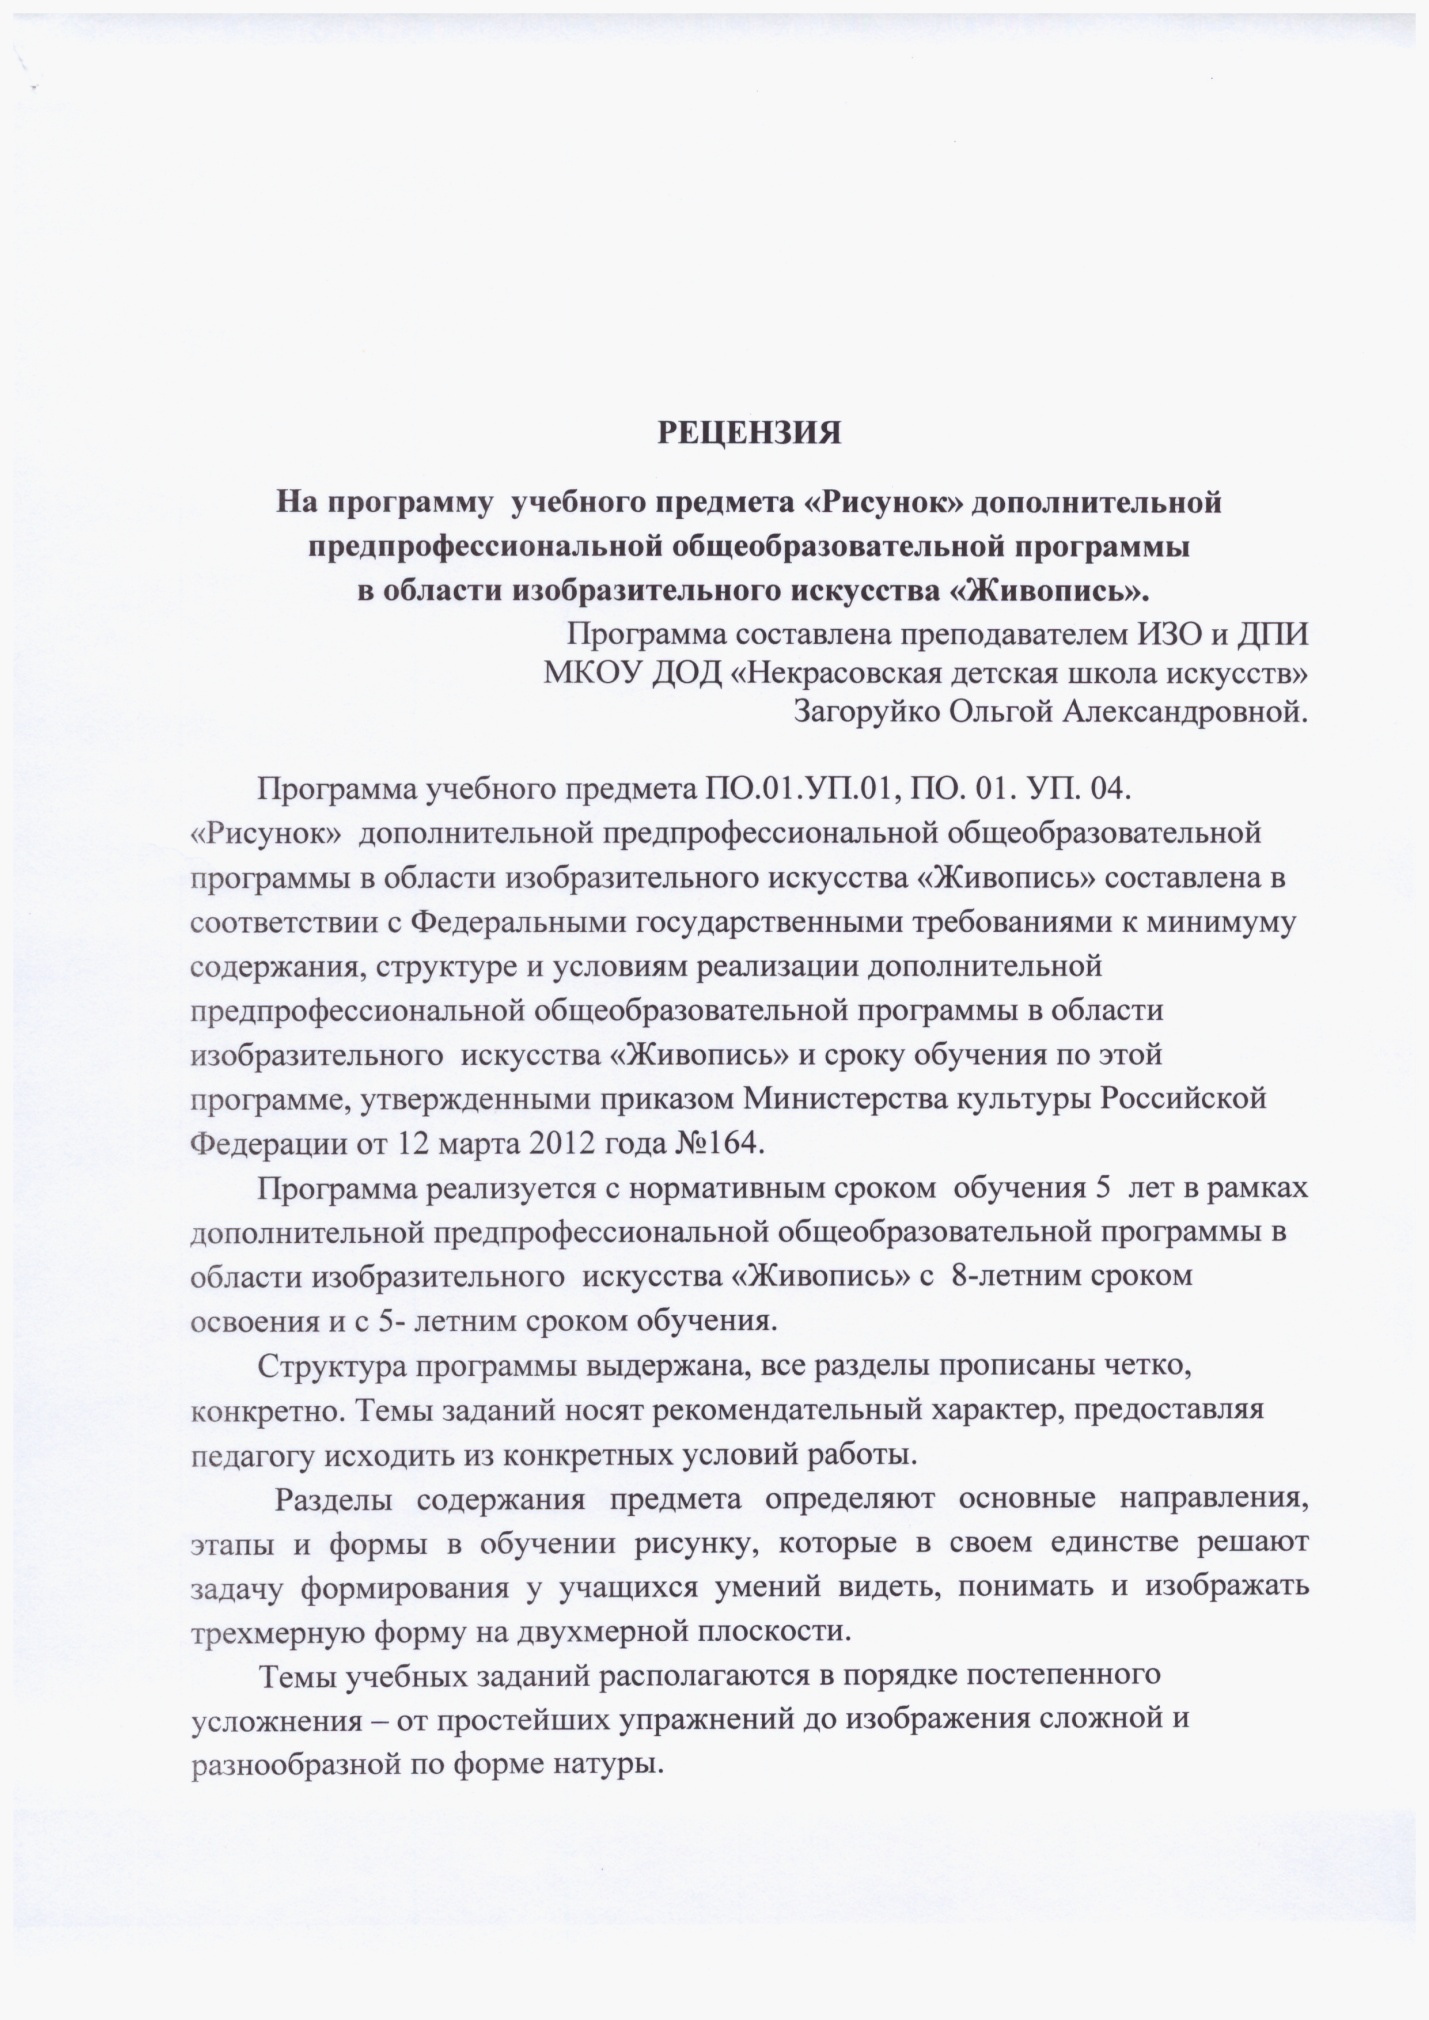 РЕЦЕНЗИЯ
На программу учебного предмета «Рисунок» дополнительной
предпрофессиональной общеобразовательной программы
в области изобразительного искусства «Живопись».
Программа составлена преподавателем ИЗО и ДПИ
МКОУ ДОД «Некрасовская детская школа искусств»
Загоруйко Ольгой Александровной.
Программа учебного предмета ПО.01.УП.01, ПО. 01. УП. 04.
«Рисунок» дополнительной предпрофессиональной общеобразовательной
программы в области изобразительного искусства «Живопись» составлена в
соответствии с Федеральными государственными требованиями к минимуму
содержания, структуре и условиям реализации дополнительной
предпрофессиональной общеобразовательной программы в области
изобразительного искусства «Живопись» и сроку обучения по этой
программе, утвержденными приказом Министерства культуры Российской
Федерации от 12 марта 2012 года №164.
Программа реализуется с нормативным сроком обучения 5 лет в рамках
дополнительной предпрофессиональной общеобразовательной программы в
области изобразительного искусства «Живопись» с 8-летним сроком
освоения и с 5- летним сроком обучения.
Структура программы выдержана, все разделы прописаны четко,
конкретно. Темы заданий носят рекомендательный характер, предоставляя
педагогу исходить из конкретных условий работы.
Разделы содержания предмета определяют основные направления,
этапы и формы в обучении рисунку, которые в своем единстве решают
задачу формирования у учащихся умений видеть, понимать и изображать
трехмерную форму на двухмерной плоскости.
Темы учебных заданий располагаются в порядке постепенного
усложнения – от простейших упражнений до изображения сложной и
разнообразной по форме натуры.